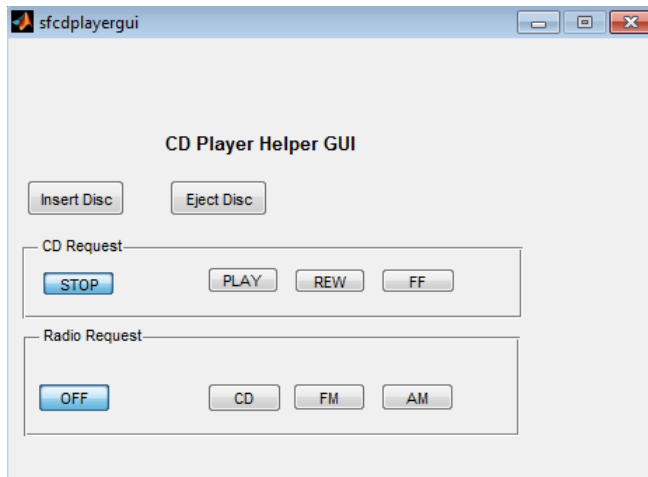 sfcdplayergui
CD Player Helper GUI
Insert Disc Eject Disc
CD Request
STOP PLAY REW FF
Radio Request
OFF CD FM AM